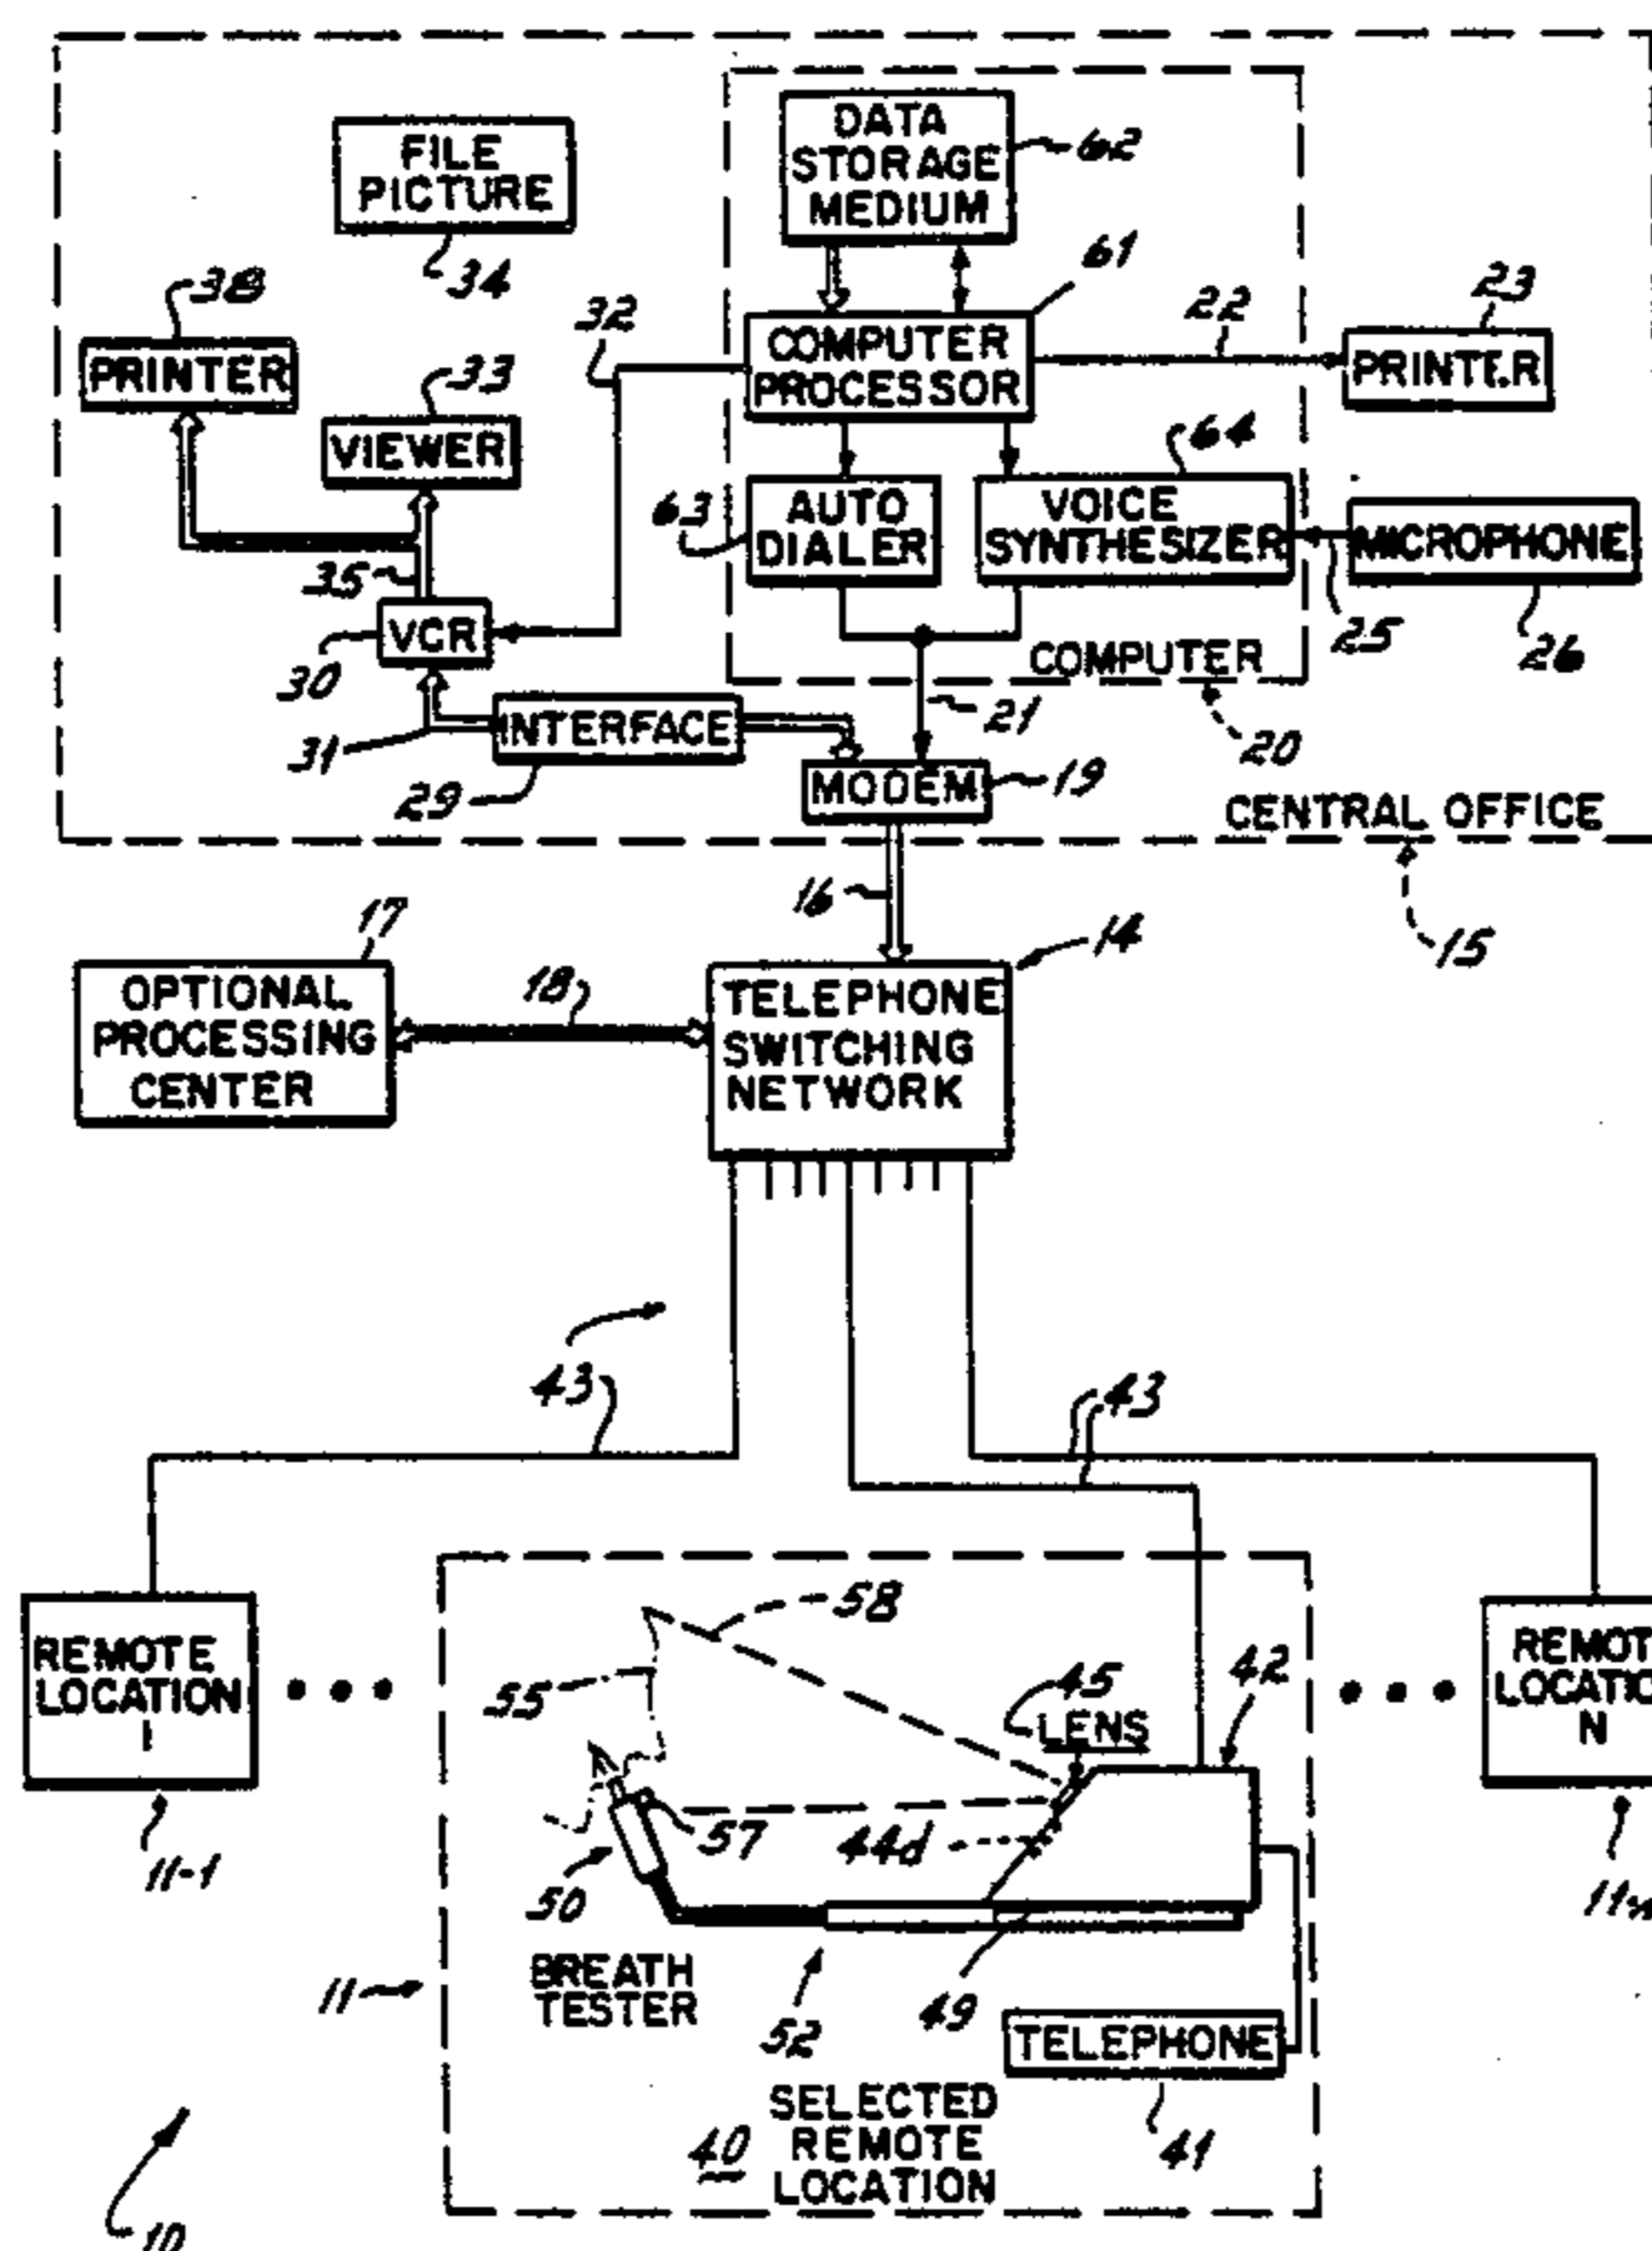 DATA
STORAGE
MEDIUM
62
FILE
PICTURE
34
61
38
32
22
23
PRINTER
COMPUTER
PROCESSOR
PRINTER
33
VIEWER
64
63
AUTO
DIALER
VOICE
SYNTHESIZER
MICROPHONE
35
VCR
30
25
26
COMPUTER
21
20
INTERFACE
31
29
MODEM
19
CENTRAL OFFICE
16
15
17
14
OPTIONAL
PROCESSING
CENTER
18
TELEPHONE
SWITCHING
NETWORK
43
43
REMOTE
LOCATION
1
11-1
58
55
45
LENS
42
REMOT
LOCATIO
N
57
44d
50
BREATH
TESTER
11
52
49
TELEPHONE
41
SELECTED
40 REMOTE
LOCATION
10